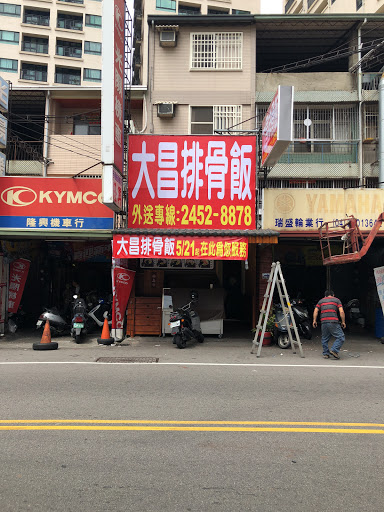 大昌排骨飯
外送專線:2452-8878
大昌排骨飯 5/21起 在此為您服務
KYMCO
隆興機車行
YAMAHA
瑞盛輪業行